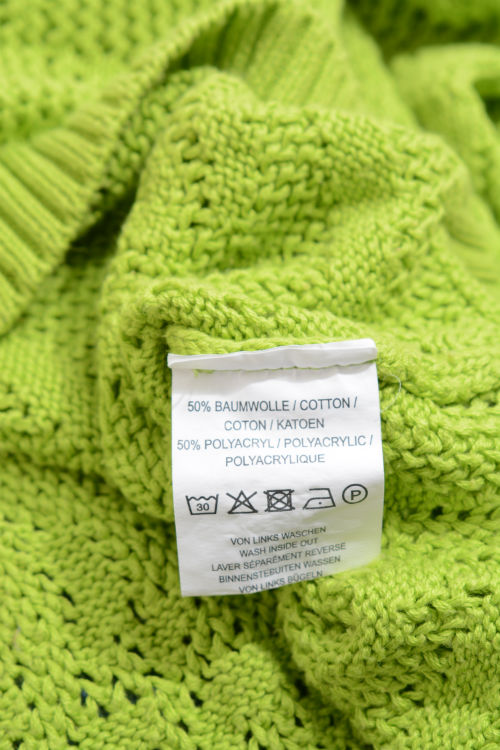 50% BAUMWOLLE / COTTON /
COTON / KATOEN
50% POLYACRYL / POLYACRYLIC /
POLYACRYLIQUE
30 P
VON LINKS WASCHEN
WASH INSIDE OUT
LAVER SÉPARÉMENT REVERSE
BINNENSTEBUITEN WASSEN
VON LINKS BÜGELN